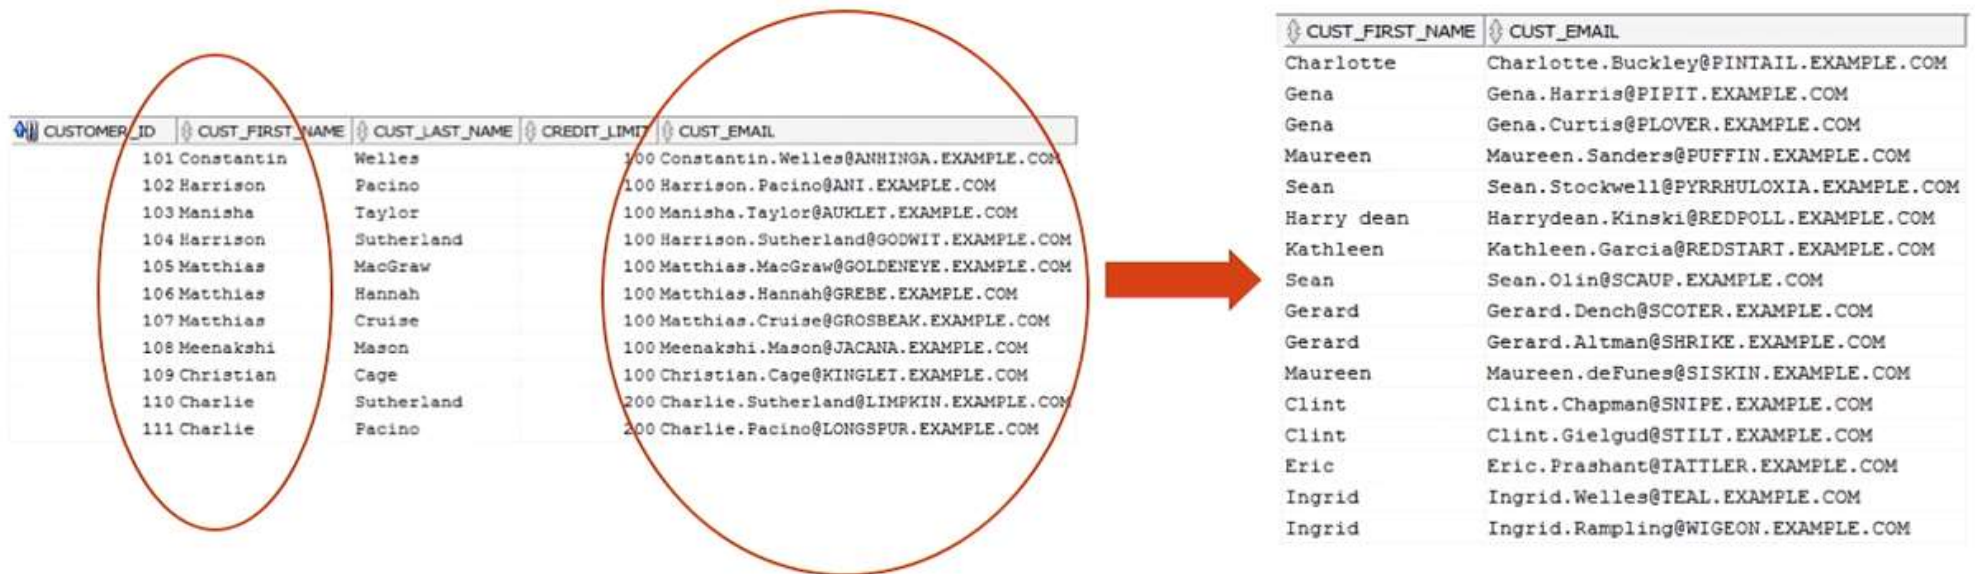 CUSTOMER_ID CUST_FIRST_NAME CUST_LAST_NAME CREDIT_LIMIT CUST_EMAIL
101 Constantin Welles 100 Constantin.Welles@ANHINGA.EXAMPLE.COM
102 Harrison Pacino 100 Harrison.Pacino@ANI.EXAMPLE.COM
103 Manisha Taylor 100 Manisha.Taylor@AUKLET.EXAMPLE.COM
104 Harrison Sutherland 100 Harrison.Sutherland@GODWIT.EXAMPLE.COM
105 Matthias MacGraw 100 Matthias.MacGraw@GOLDENEYE.EXAMPLE.COM
106 Matthias Hannah 100 Matthias.Hannah@GREBE.EXAMPLE.COM
107 Matthias Cruise 100 Matthias.Cruise@GROSBEAK.EXAMPLE.COM
108 Meenakshi Mason 100 Meenakshi.Mason@JACANA.EXAMPLE.COM
109 Christian Cage 100 Christian.Cage@KINGLET.EXAMPLE.COM
110 Charlie Sutherland 200 Charlie.Sutherland@LIMPKIN.EXAMPLE.COM
111 Charlie Pacino 200 Charlie.Pacino@LONGSPUR.EXAMPLE.COM
CUST_FIRST_NAME CUST_EMAIL
Charlotte Charlotte.Buckley@PINTAIL.EXAMPLE.COM
Gena Gena.Harris@PIPIT.EXAMPLE.COM
Gena Gena.Curtis@PLOVER.EXAMPLE.COM
Maureen Maureen.Sanders@PUFFIN.EXAMPLE.COM
Sean Sean.Stockwell@PYRRHULOXIA.EXAMPLE.COM
Harry dean Harrydean.Kinski@REDPOLL.EXAMPLE.COM
Kathleen Kathleen.Garcia@REDSTART.EXAMPLE.COM
Sean Sean.Olin@SCAUP.EXAMPLE.COM
Gerard Gerard.Dench@SCOTER.EXAMPLE.COM
Gerard Gerard.Altman@SHRIKE.EXAMPLE.COM
Maureen Maureen.deFunes@SISKIN.EXAMPLE.COM
Clint Clint.Chapman@SNIPE.EXAMPLE.COM
Clint Clint.Gielgud@STILT.EXAMPLE.COM
Eric Eric.Prashant@TATTLER.EXAMPLE.COM
Ingrid Ingrid.Welles@TEAL.EXAMPLE.COM
Ingrid Ingrid.Rampling@WIGEON.EXAMPLE.COM